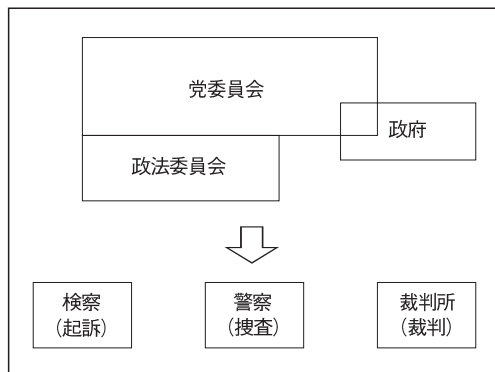 党委員会
政府
政法委員会
検察
（起訴）
警察
（捜査）
裁判所
（裁判）